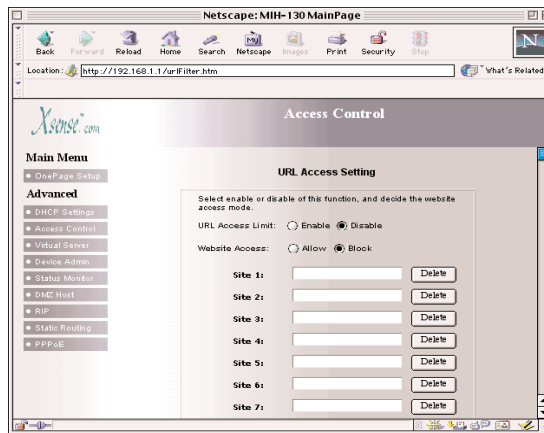 Netscape: MIH-130 MainPage
Back Forward Reload Home Search Netscape Images Print Security Stop
My
N
Location: http://192.168.1.1/urlFilter.htm What's Related
Xsense.com
Access Control
Main Menu
OnePage Setup
Advanced
DHCP Settings
Access Control
Virtual Server
Device Admin.
Status Monitor
DMZ Host
RIP
Static Routing
PPPoE
URL Access Setting
Select enable or disable of this function, and decide the website
access mode.
URL Access Limit: Enable Disable
Website Access: Allow Block
Site 1: Delete
Site 2: Delete
Site 3: Delete
Site 4: Delete
Site 5: Delete
Site 6: Delete
Site 7: Delete